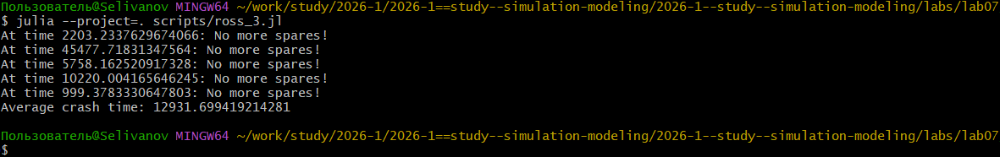 Пользователь@Selivanov MINGW64 ~/work/study/2026-1/2026-1==study--simulation-modeling/2026-1--study--simulation-modeling/labs/lab07
$ julia --project=. scripts/ross_3.jl
At time 2203.2337629674066: No more spares!
At time 45477.71831347564: No more spares!
At time 5758.162520917328: No more spares!
At time 10220.004165646245: No more spares!
At time 999.3783330647803: No more spares!
Average crash time: 12931.699419214281
Пользователь@Selivanov MINGW64 ~/work/study/2026-1/2026-1==study--simulation-modeling/2026-1--study--simulation-modeling/labs/lab07
$